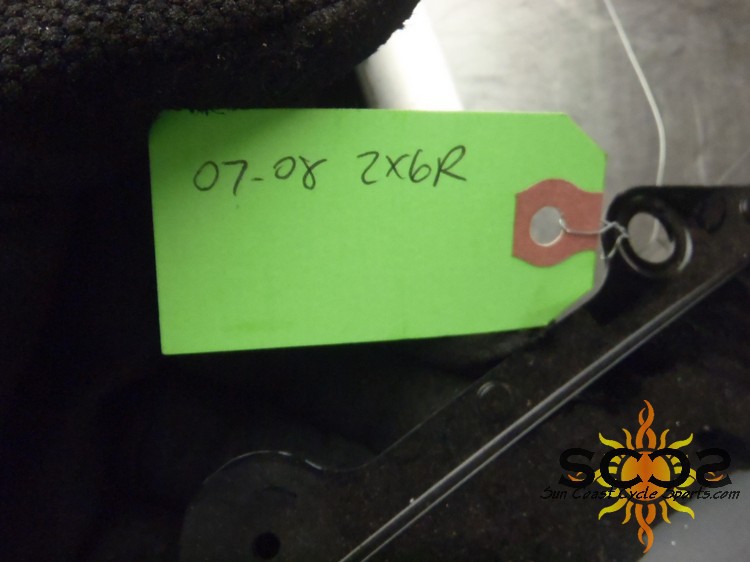 07-08 ZX6R
SCCS
Sun Coast Cycle Sports.com